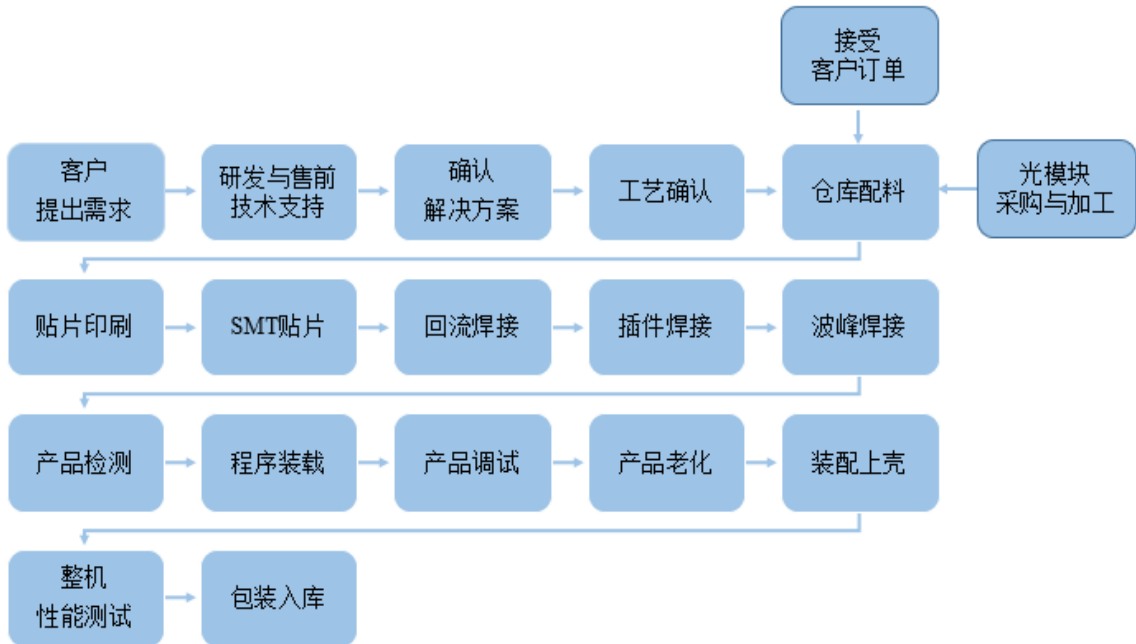 接受
客户订单
客户
提出需求
研发与售前
技术支持
确认
解决方案
工艺确认
仓库配料
光模块
采购与加工
贴片印刷
SMT贴片
回流焊接
插件焊接
波峰焊接
产品检测
程序装载
产品调试
产品老化
装配上壳
整机
性能测试
包装入库